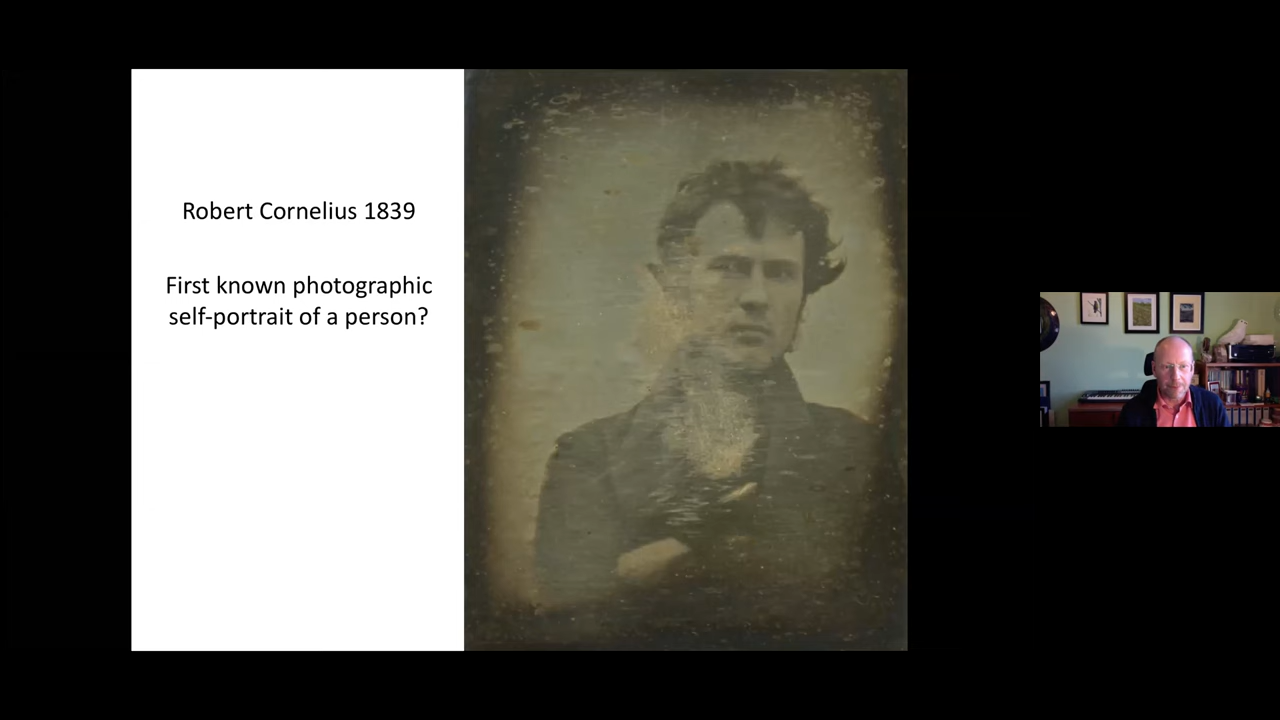 Robert Cornelius 1839
First known photographic
self-portrait of a person?